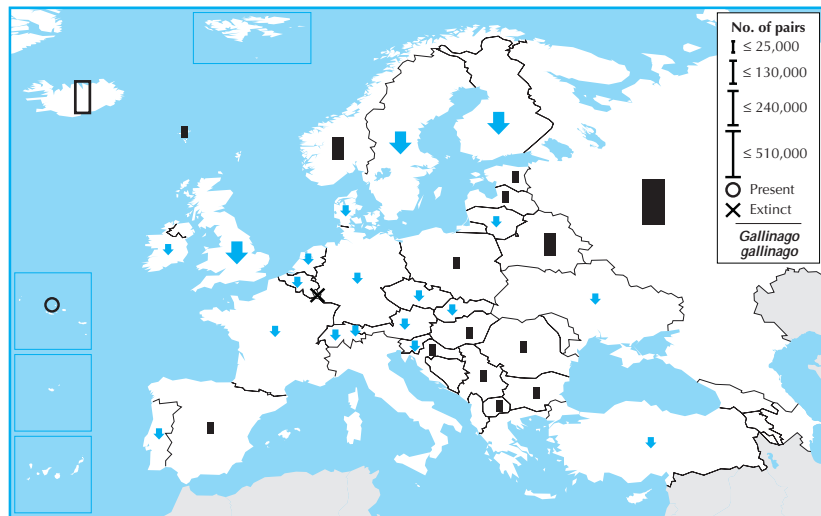 No. of pairs
≤ 25,000
≤ 130,000
≤ 240,000
≤ 510,000
Present
Extinct
Gallinago
gallinago